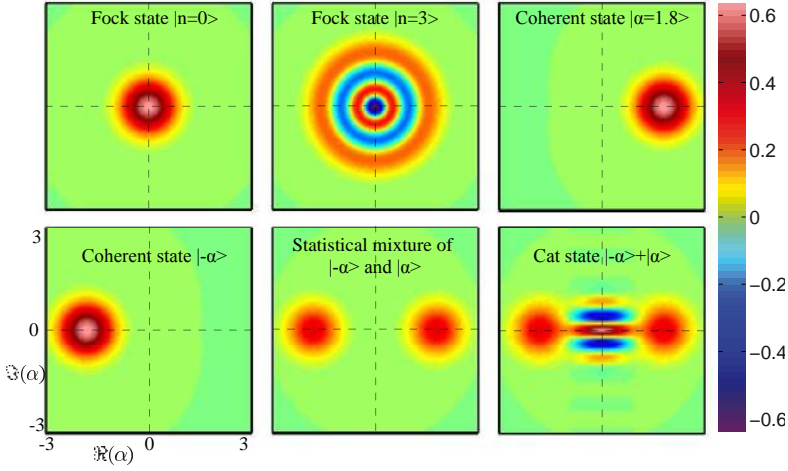 Fock state |n=0>
Fock state |n=3>
Coherent state |α=1.8>
0.6
0.4
0.2
0
-0.2
-0.4
-0.6
Coherent state |-α>
Statistical mixture of
|-α> and |α>
Cat state |-α>+|α>
3
0
-3
ℑ(α)
-3
0
3
ℜ(α)